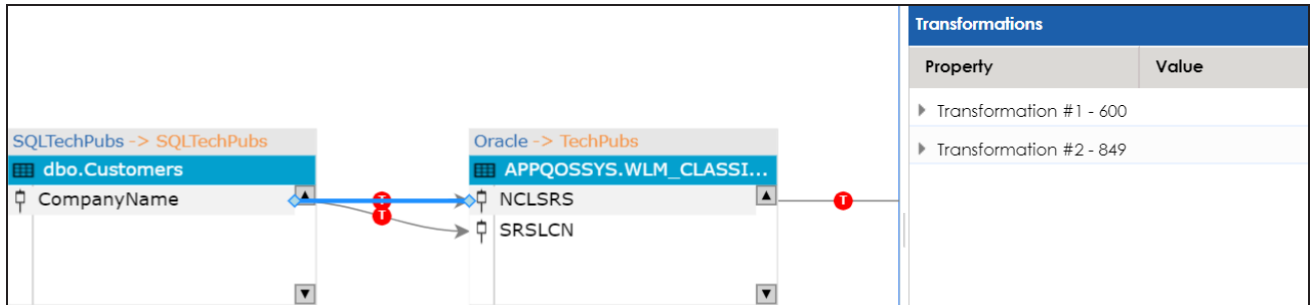 SQLTechPubs -> SQLTechPubs
dbo.Customers
CompanyName
T
T
Oracle -> TechPubs
APPQOSSYS.WLM_CLASSI...
NCLSRS
SRSLCN
T
Transformations
Property Value
Transformation #1 - 600
Transformation #2 - 849